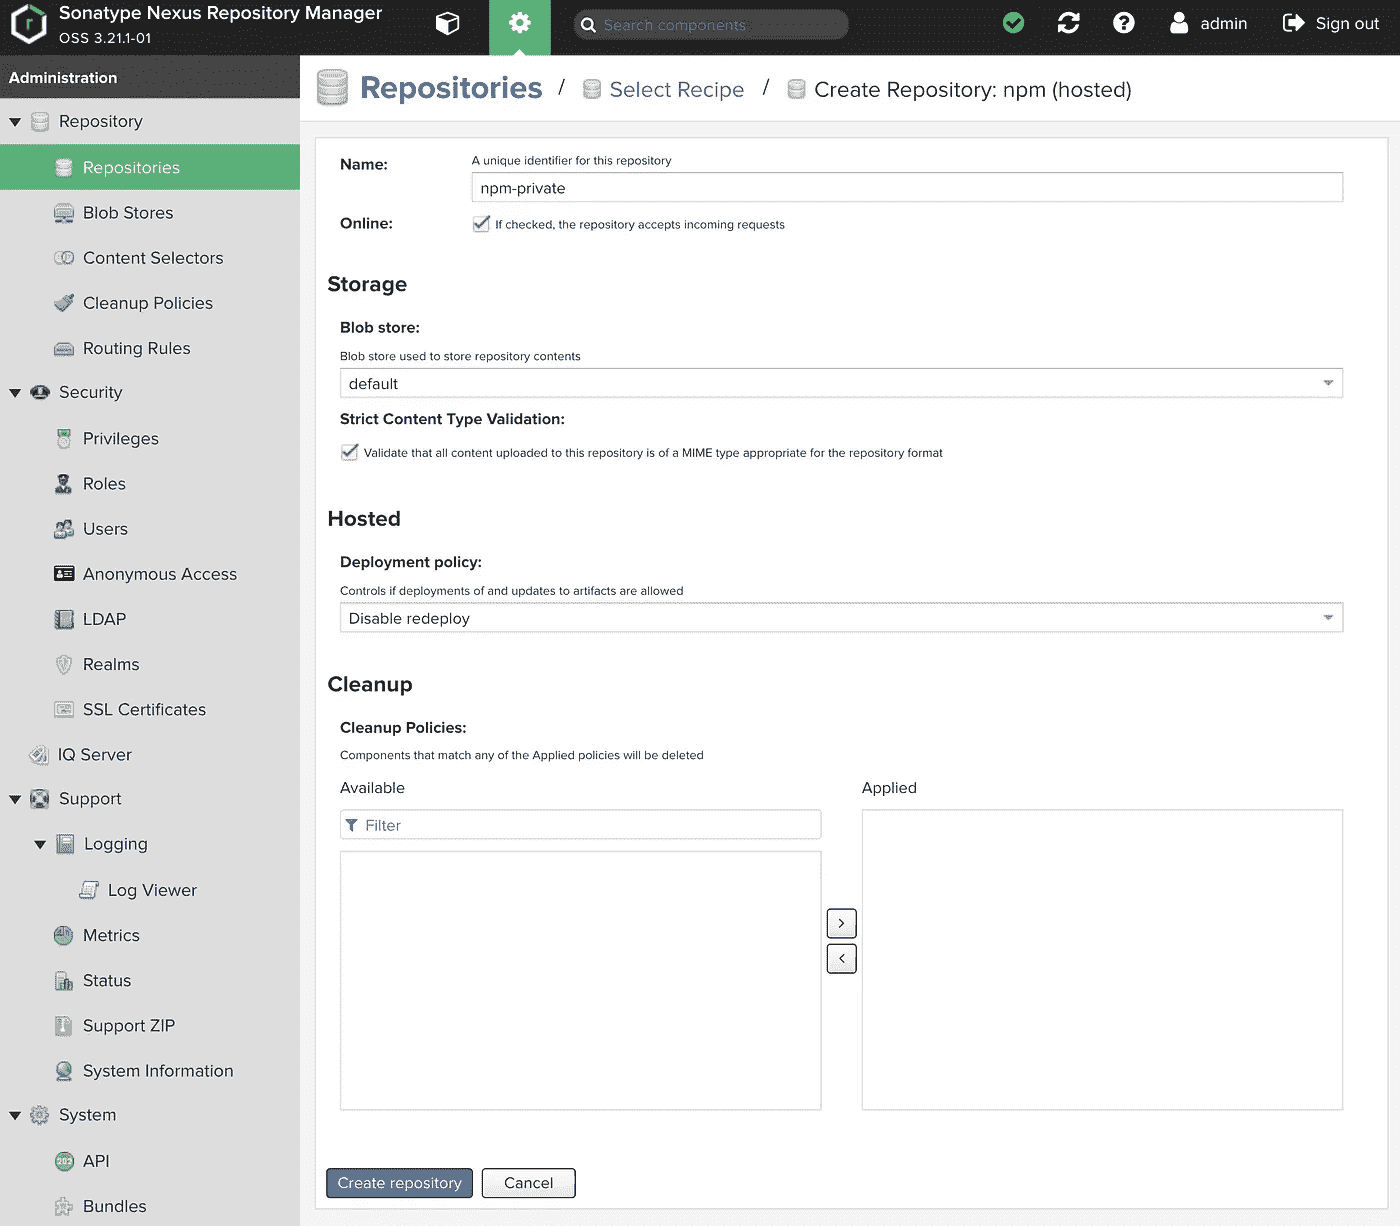 Sonatype Nexus Repository Manager
OSS 3.21.1-01
Search components
admin
Sign out
Administration
Repository
Repositories
Blob Stores
Content Selectors
Cleanup Policies
Routing Rules
Security
Privileges
Roles
Users
Anonymous Access
LDAP
Realms
SSL Certificates
IQ Server
Support
Logging
Log Viewer
Metrics
Status
Support ZIP
System Information
System
API
Bundles
Repositories / Select Recipe / Create Repository: npm (hosted)
Name:
A unique identifier for this repository
npm-private
Online:
If checked, the repository accepts incoming requests
Storage
Blob store:
Blob store used to store repository contents
default
Strict Content Type Validation:
Validate that all content uploaded to this repository is of a MIME type appropriate for the repository format
Hosted
Deployment policy:
Controls if deployments of and updates to artifacts are allowed
Disable redeploy
Cleanup
Cleanup Policies:
Components that match any of the Applied policies will be deleted
Available
Applied
Filter
>
<
Create repository
Cancel